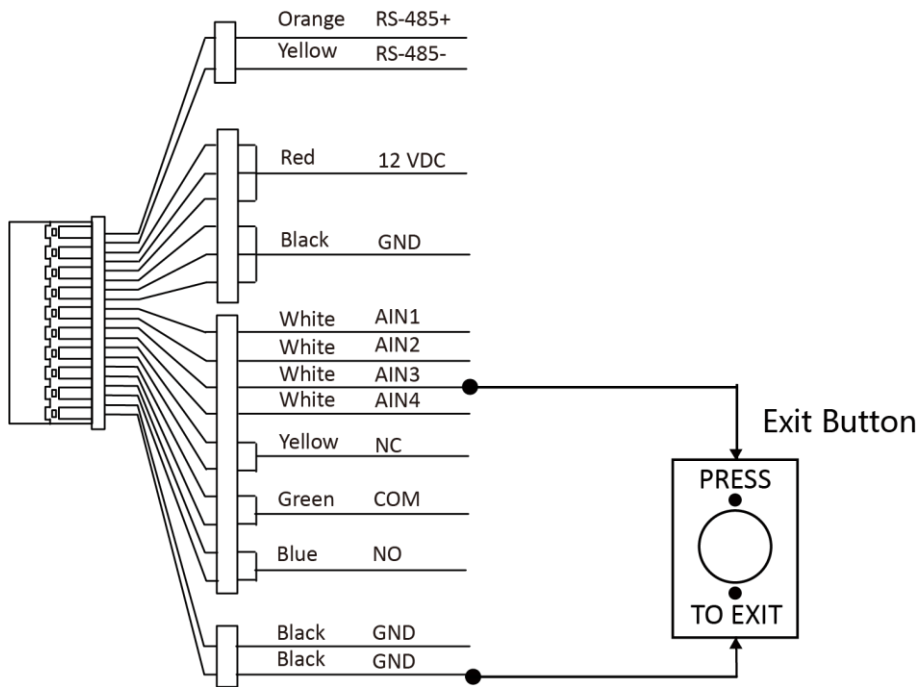 Orange RS-485+
Yellow RS-485-
Red 12 VDC
Black GND
White AIN1
White AIN2
White AIN3
White AIN4
Yellow NC
Green COM
Blue NO
Black GND
Black GND
Exit Button
PRESS
TO EXIT